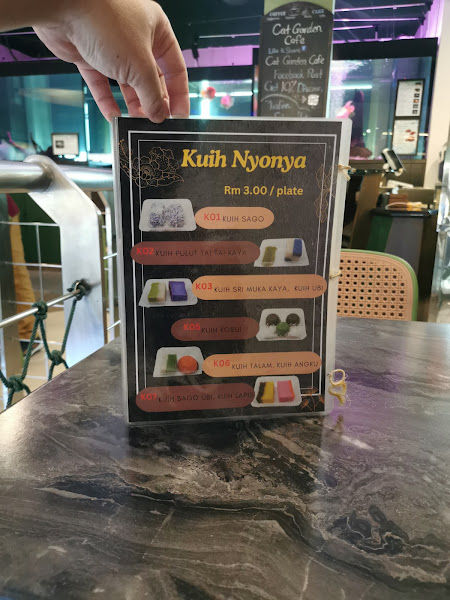 Cat Garden
Cafe
Cat Garden Cafe
Facebook Post
Get 10%
Kuih Nyonya
Rm 3.00 / plate
K01 KUIH SAGO
K02 KUIH PULUT TAI TAI KAYA
K03 KUIH SRI MUKA KAYA, KUIH UBI
K05 KUIH KOSUI
K06 KUIH TALAM, KUIH ANGKU
K07 KUIH SAGO UBI, KUIH LAPIS